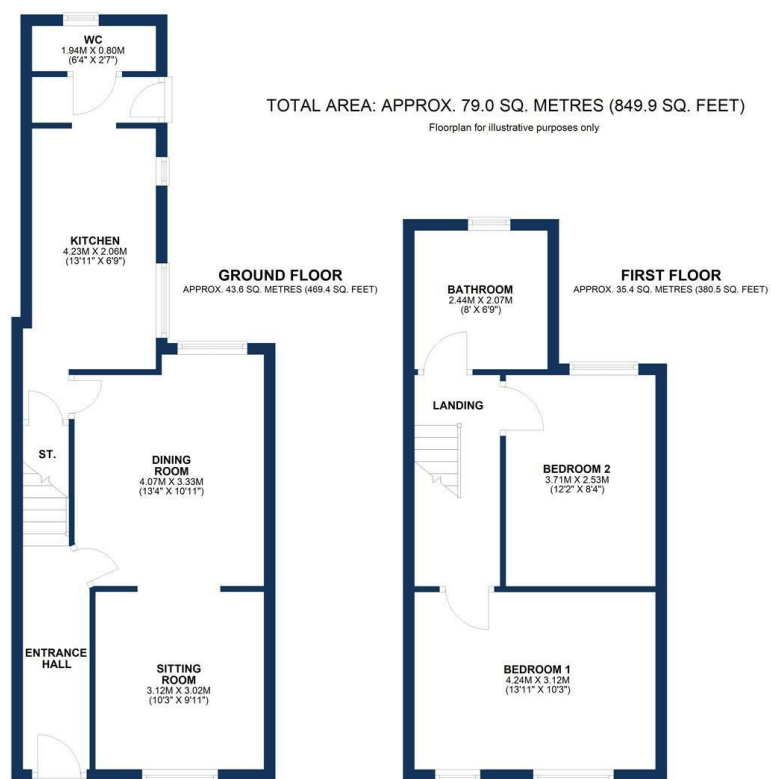 WC
1.94M X 0.80M
(6'4" X 2'7")
TOTAL AREA: APPROX. 79.0 SQ. METRES (849.9 SQ. FEET)
Floorplan for illustrative purposes only
KITCHEN
4.23M X 2.06M
(13'11" X 6'9")
GROUND FLOOR
APPROX. 43.6 SQ. METRES (469.4 SQ. FEET)
ST.
DINING
ROOM
4.07M X 3.33M
(13'4" X 10'11")
ENTRANCE
HALL
SITTING
ROOM
3.12M X 3.02M
(10'3" X 9'11")
BATHROOM
2.44M X 2.07M
(8' X 6'9")
FIRST FLOOR
APPROX. 35.4 SQ. METRES (380.5 SQ. FEET)
LANDING
BEDROOM 2
3.71M X 2.53M
(12'2" X 8'4")
BEDROOM 1
4.24M X 3.12M
(13'11" X 10'3")